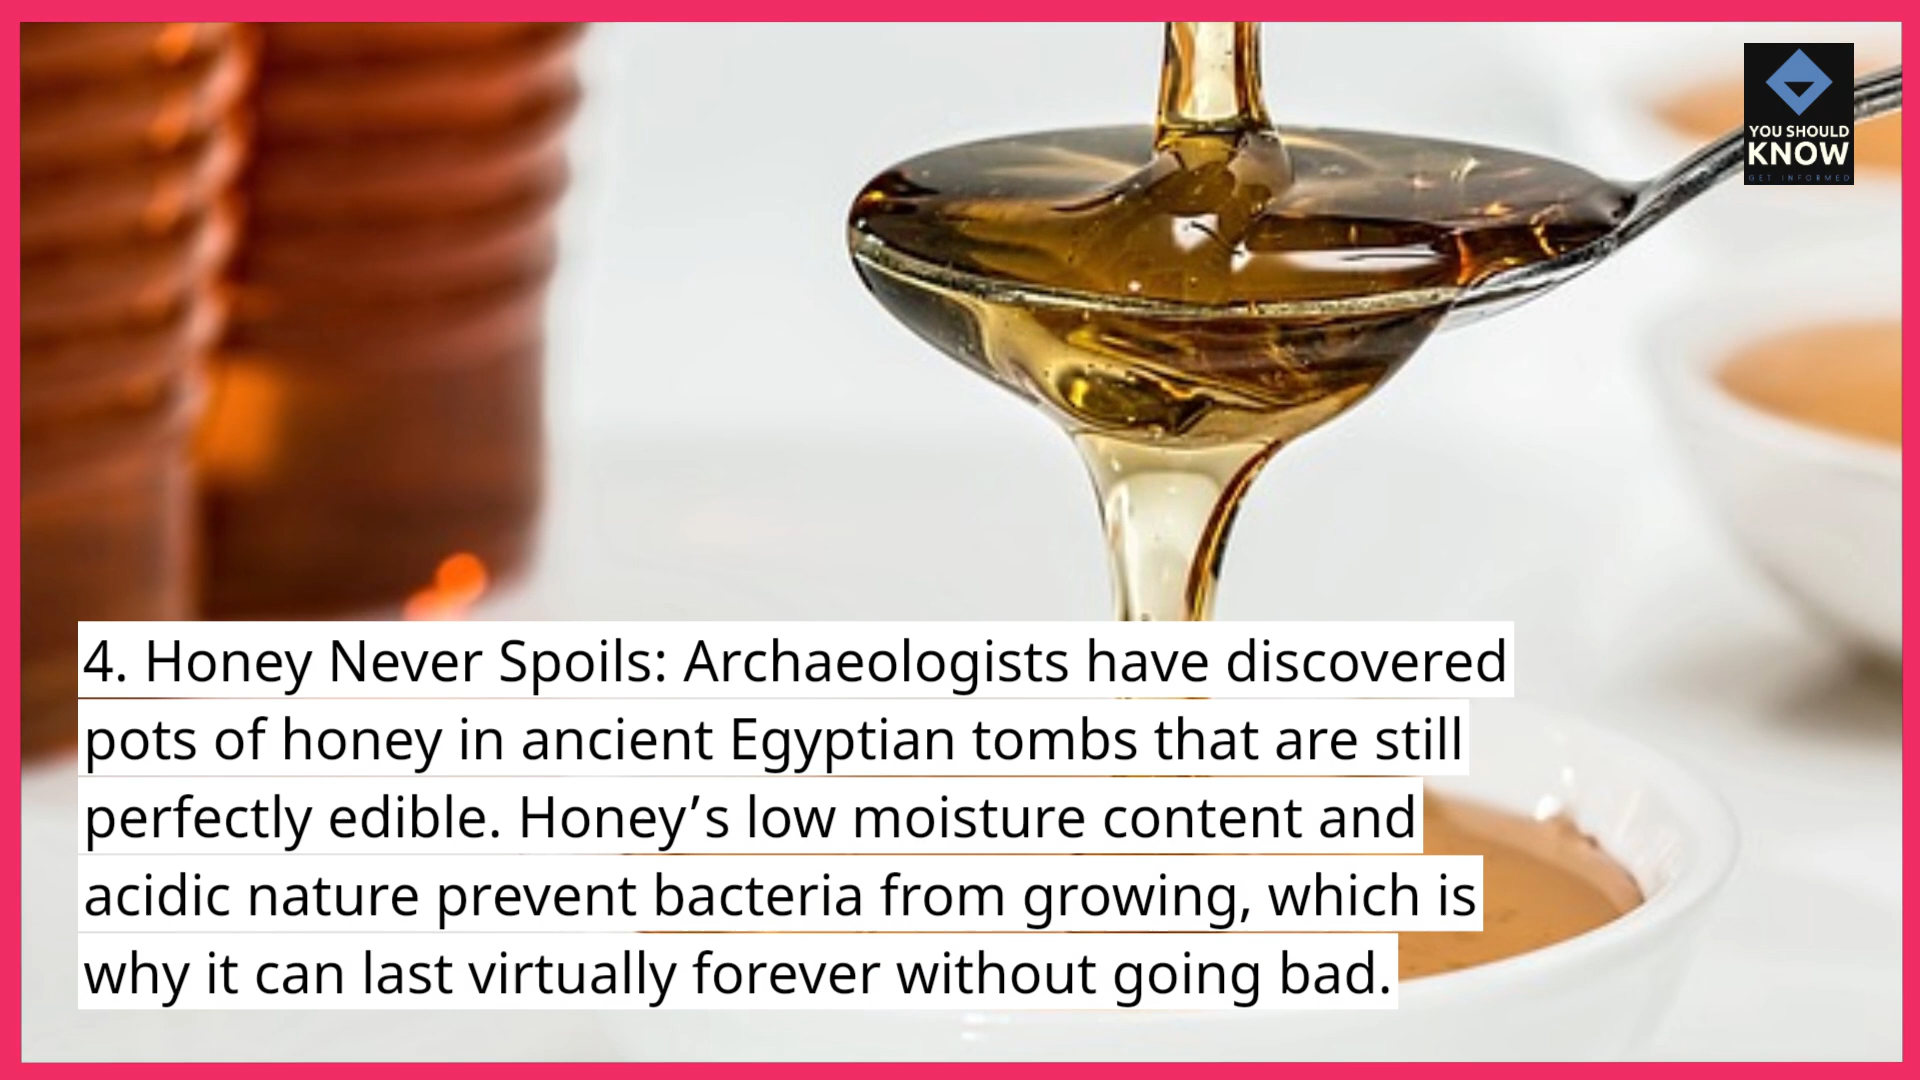 YOU SHOULD
KNOW
GET INFORMED
4. Honey Never Spoils: Archaeologists have discovered
pots of honey in ancient Egyptian tombs that are still
perfectly edible. Honey’s low moisture content and
acidic nature prevent bacteria from growing, which is
why it can last virtually forever without going bad.